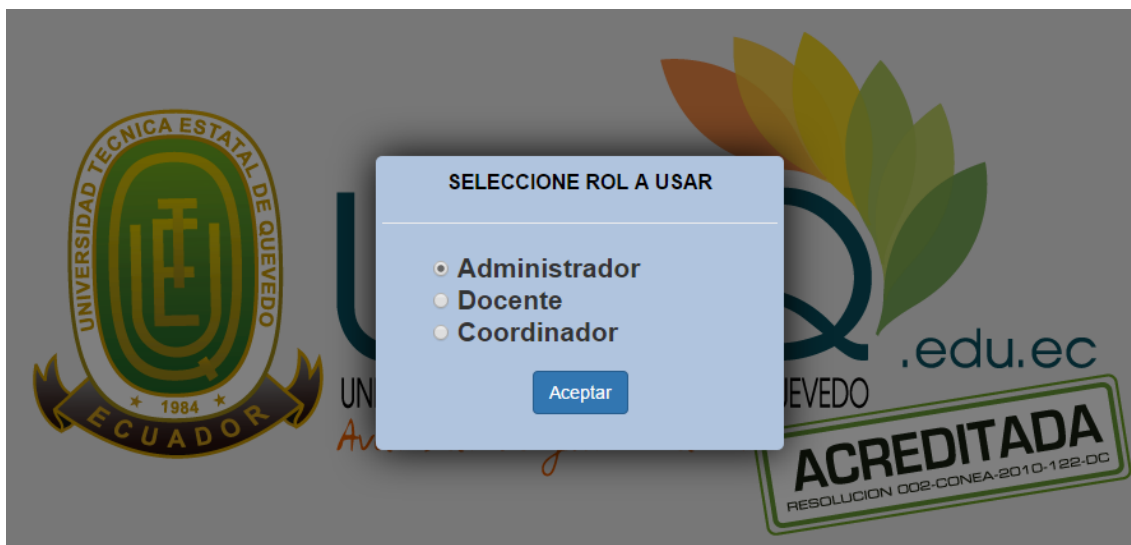 UNIVERSIDAD TECNICA ESTATAL DE QUEVEDO
1984
ECUADOR
SELECCIONE ROL A USAR
Administrador
Docente
Coordinador
Aceptar
.edu.ec
ACREDITADA
RESOLUCION 002-CONEA-2010-122-DC